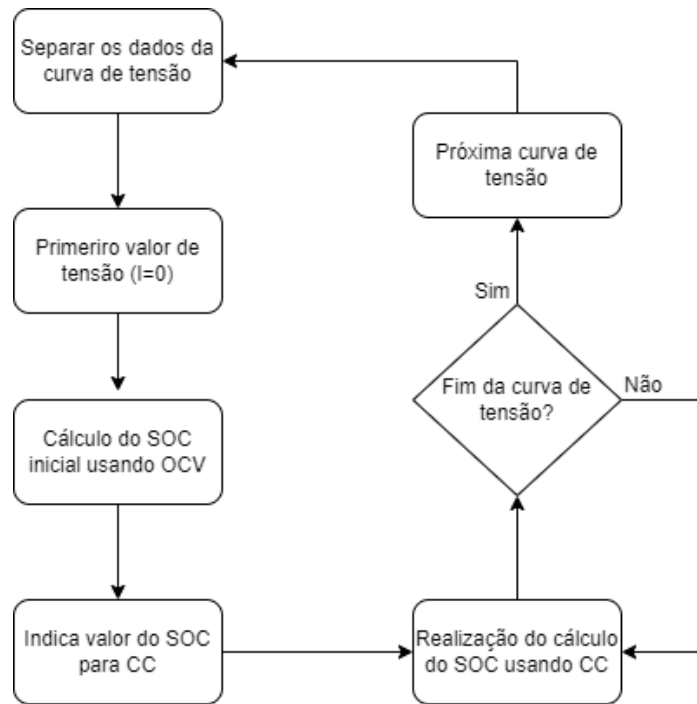 Separar os dados da
curva de tensão
Primeriro valor de
tensão (I=0)
Cálculo do SOC
inicial usando OCV
Indica valor do SOC
para CC
Realização do cálculo
do SOC usando CC
Fim da curva de
tensão?
Não
Sim
Próxima curva de
tensão